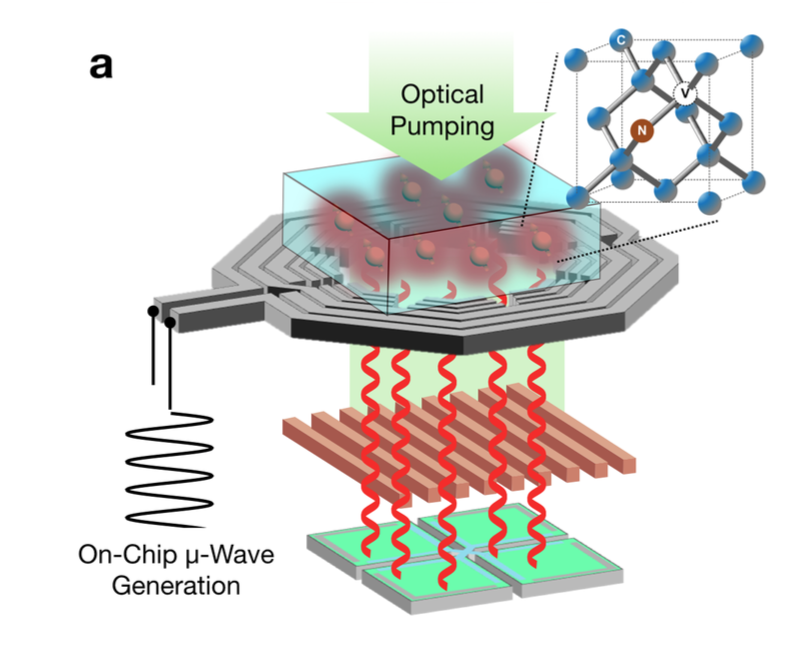 a
Optical
Pumping
C
V
N
On-Chip μ-Wave
Generation